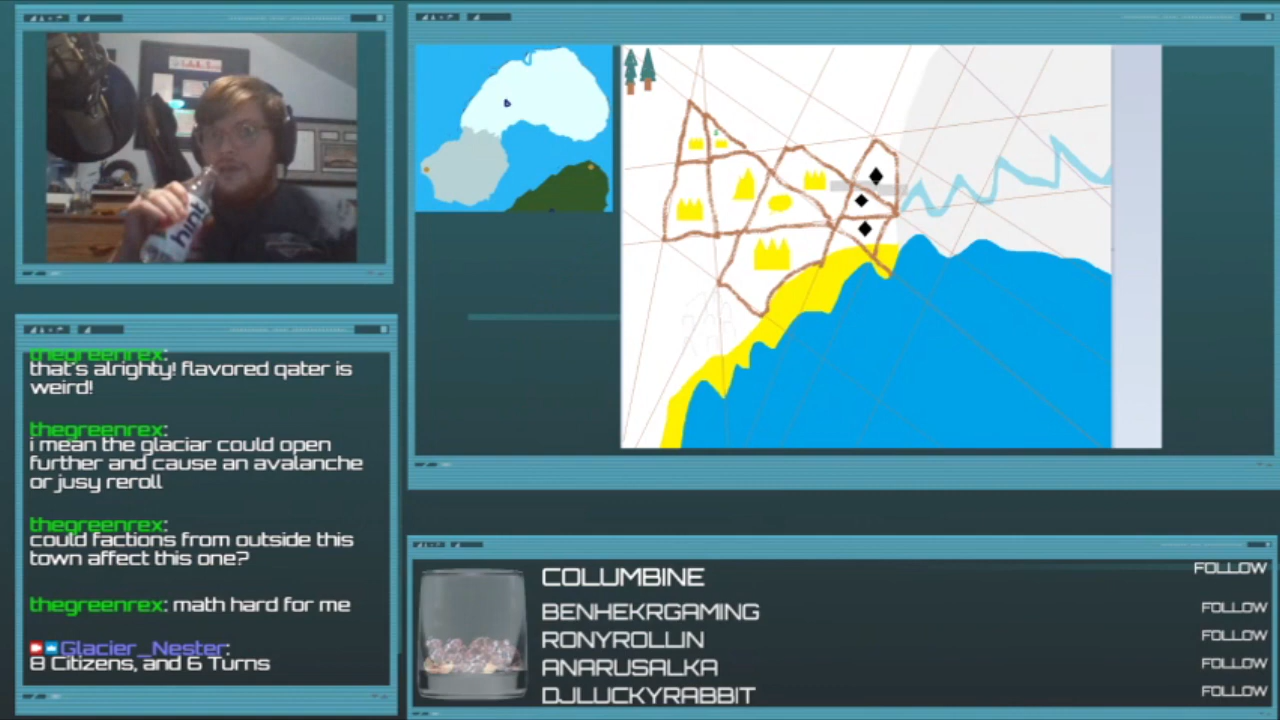 hint
thegreenrex:
that's alrighty! flavored qater is
weird!
thegreenrex:
i mean the glaciar could open
further and cause an avalanche
or jusy reroll
thegreenrex:
could factions from outside this
town affect this one?
thegreenrex: math hard for me
Glacier_Nester:
8 Citizens, and 6 Turns
COLUMBINE FOLLOW
BENHEKRGAMING FOLLOW
RONYROLLIN FOLLOW
ANARUSALKA FOLLOW
DJLUCKYRABBIT FOLLOW